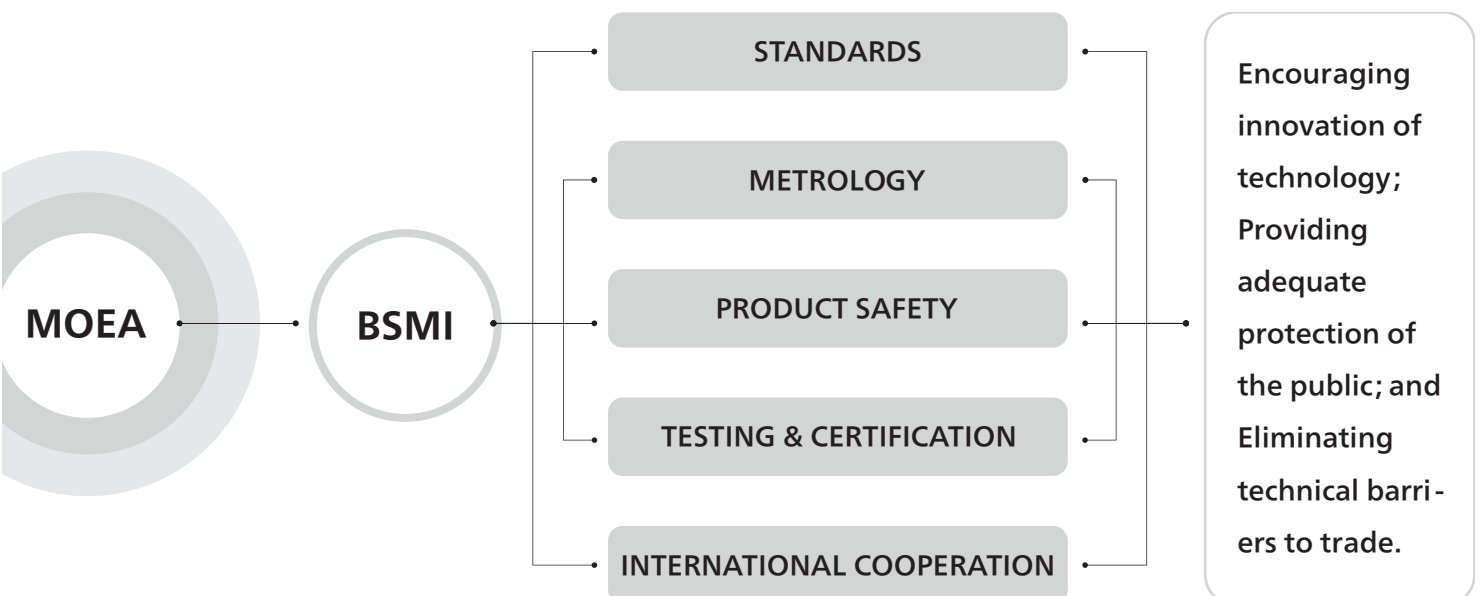 MOEA
BSMI
STANDARDS
METROLOGY
PRODUCT SAFETY
TESTING & CERTIFICATION
INTERNATIONAL COOPERATION
Encouraging
innovation of
technology;
Providing
adequate
protection of
the public; and
Eliminating
technical barri-
ers to trade.